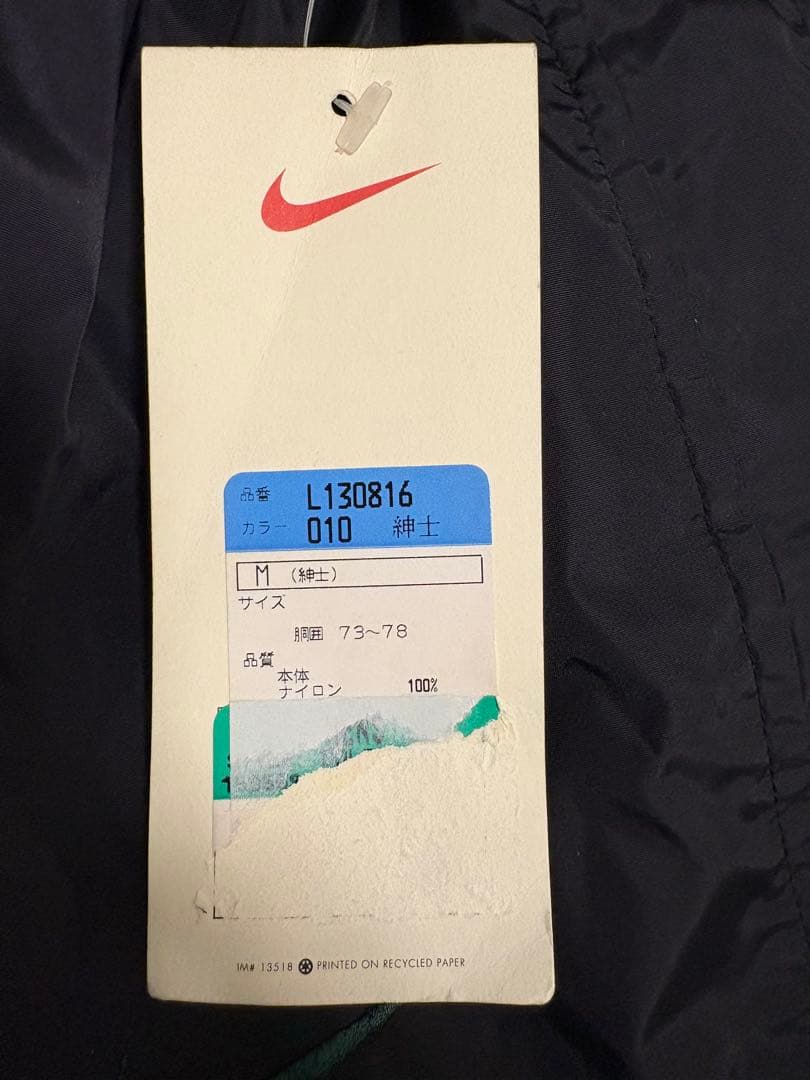 品番 L130816
カラー 010 紳士
M (紳士)
サイズ
胴囲 73〜78
品質
本体
ナイロン 100%
IM# 13518 PRINTED ON RECYCLED PAPER